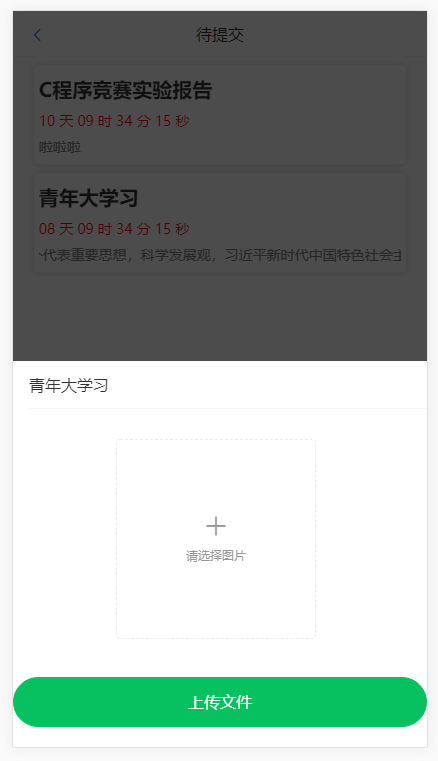 待提交
C程序竞赛实验报告
10 天 09 时 34 分 15 秒
啦啦啦
青年大学习
08 天 09 时 34 分 15 秒
代表重要思想，科学发展观，习近平新时代中国特色社会主
青年大学习
请选择图片
上传文件